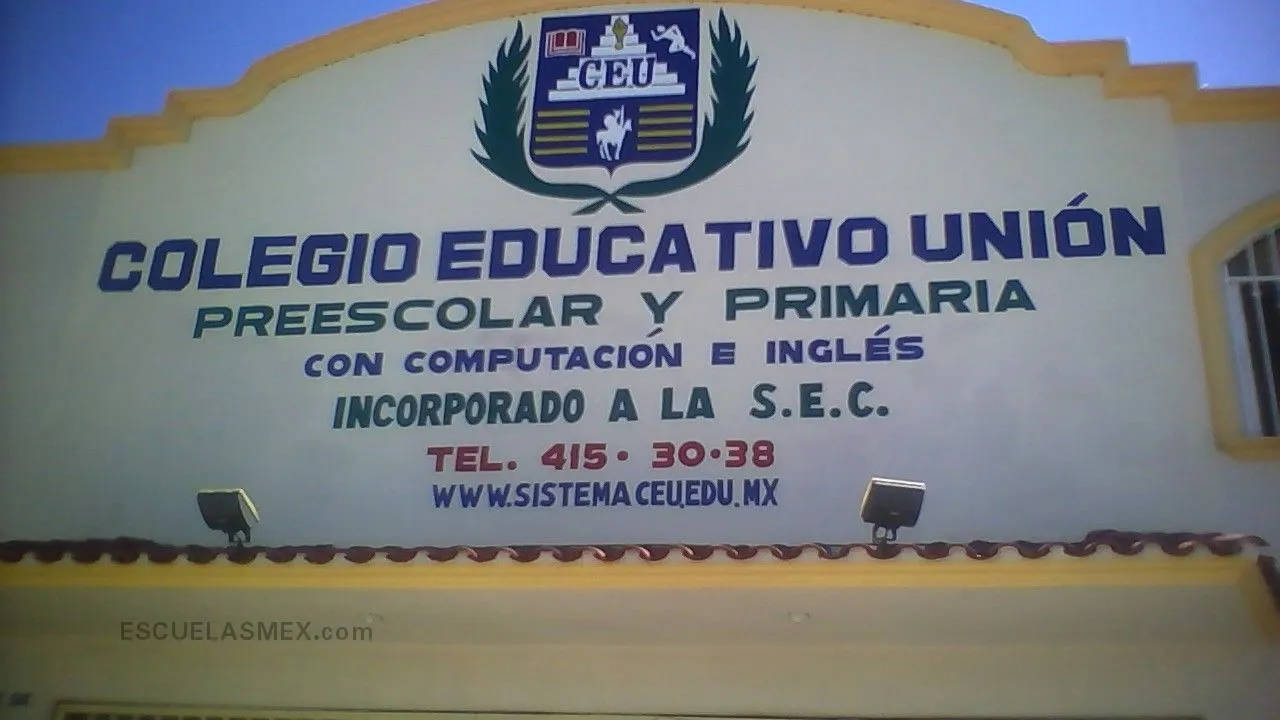 CEU
COLEGIO EDUCATIVO UNIÓN
PREESCOLAR Y PRIMARIA
CON COMPUTACIÓN E INGLÉS
INCORPORADO A LA S.E.C.
TEL. 415·30·38
WWW.SISTEMACEU.EDU.MX
ESCUELASMEX.com